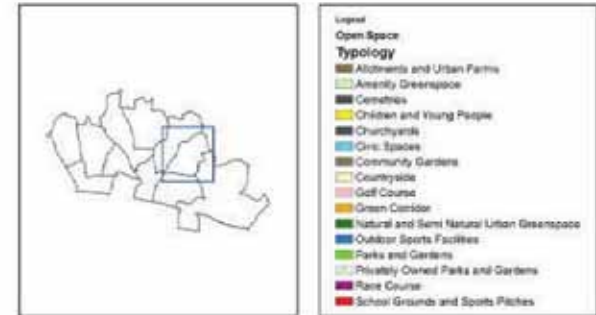 Legend
Open Space
Typology
Allotments and Urban Farms
Amenity Greenspace
Cemetries
Children and Young People
Churchyards
Civic Spaces
Community Gardens
Countryside
Golf Course
Green Corridor
Natural and Semi Natural Urban Greenspace
Outdoor Sports Facilities
Parks and Gardens
Privately Owned Parks and Gardens
Race Course
School Grounds and Sports Pitches